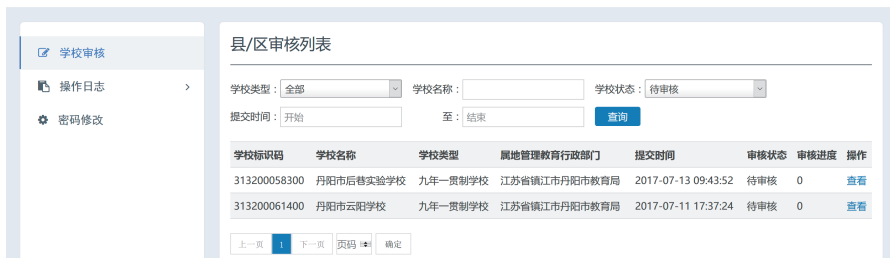 学校审核
操作日志
密码修改
县/区审核列表
学校类型： 全部 学校名称： 学校状态： 待审核
提交时间： 开始 至： 结束 查询
学校标识码 学校名称 学校类型 属地管理教育行政部门 提交时间 审核状态 审核进度 操作
313200058300 丹阳市后巷实验学校 九年一贯制学校 江苏省镇江市丹阳市教育局 2017-07-13 09:43:52 待审核 0 查看
313200061400 丹阳市云阳学校 九年一贯制学校 江苏省镇江市丹阳市教育局 2017-07-11 17:37:24 待审核 0 查看
上一页 1 下一页 页码 确定